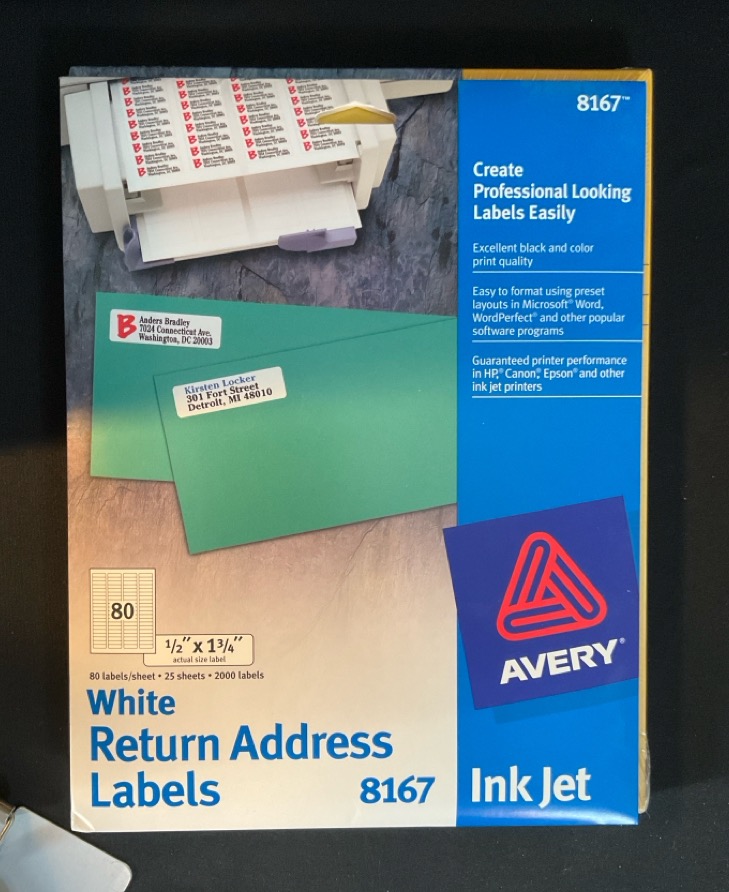 8167™
Create
Professional Looking
Labels Easily
Excellent black and color
print quality
Easy to format using preset
layouts in Microsoft® Word,
WordPerfect® and other popular
software programs
Guaranteed printer performance
in HP,® Canon,® Epson® and other
ink jet printers
Anders Bradley
7024 Connecticut Ave.
Washington, DC 20003
Kirsten Locker
301 Fort Street
Detroit, MI 48010
AVERY®
80
1/2" x 1 3/4"
actual size label
80 labels/sheet • 25 sheets • 2000 labels
White
Return Address
Labels 8167
Ink Jet